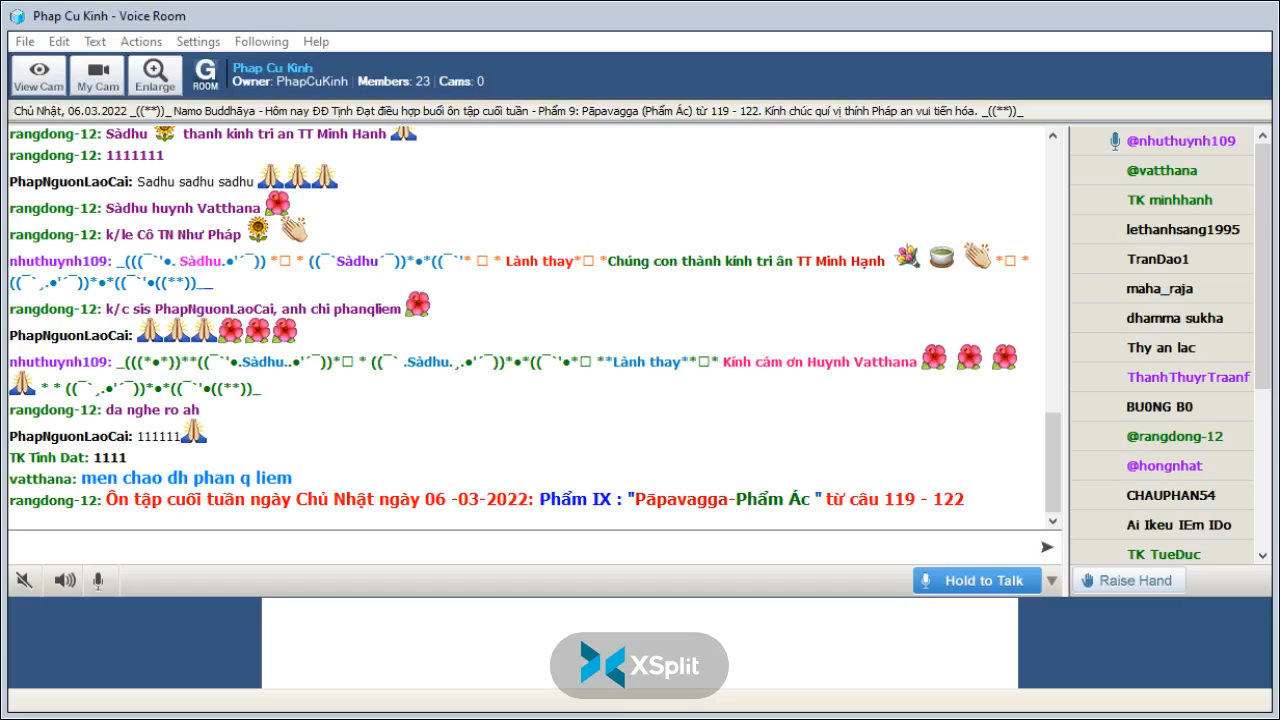 Phap Cu Kinh - Voice Room
File Edit Text Actions Settings Following Help
View Cam My Cam Enlarge G ROOM
Phap Cu Kinh
Owner: PhapCuKinh | Members: 23 | Cams: 0
Chủ Nhật, 06.03.2022 _((**))_ Namo Buddhāya - Hôm nay ĐĐ Tịnh Đạt điều hợp buổi ôn tập cuối tuần - Phẩm 9: Pāpavagga (Phẩm Ác) từ 119 - 122. Kính chúc quí vị thính Pháp an vui tiến hóa. _((**))_
rangdong-12: Sàdhu 🌻 thanh kinh tri an TT Minh Hanh 🙏
rangdong-12: 1111111
PhapNguonLaoCai: Sadhu sadhu sadhu 🙏🙏🙏
rangdong-12: Sàdhu huynh Vatthana 🌺
rangdong-12: k/le Cô TN Như Pháp 🌻 👏
nhuthuynh109: _(((¯`'•. Sàdhu.•'´¯)) *□ * ((¯`Sàdhu´¯))*•*((¯`'* □ * Lành thay*□ *Chúng con thành kính tri ân TT Minh Hạnh 💐 🍵 👏 *□ *
((¯`¸.•'´¯))*•*((¯`'•((**))__
rangdong-12: k/c sis PhapNguonLaoCai, anh chi phanqliem 🌺
PhapNguonLaoCai: 🙏🙏🙏🌺🌺🌺
nhuthuynh109: _(((*•*))**((¯`'•.Sàdhu..•'´¯))*□ * ((¯` .Sàdhu.¸.•'´¯))*•*((¯`'•*□ **Lành thay**□* Kính cám ơn Huynh Vatthana 🌺 🌺 🌺
🙏 * * ((¯`¸.•'´¯))*•*((¯`'•((**))_
rangdong-12: da nghe ro ah
PhapNguonLaoCai: 111111🙏
TK Tinh Dat: 1111
vatthana: men chao dh phan q liem
rangdong-12: Ôn tập cuối tuần ngày Chủ Nhật ngày 06 -03-2022: Phẩm IX : "Pāpavagga-Phẩm Ác " từ câu 119 - 122
@nhuthuynh109
@vatthana
TK minhhanh
lethanhsang1995
TranDao1
maha_raja
dhamma sukha
Thy an lac
ThanhThuyrTraanf
BU0NG B0
@rangdong-12
@hongnhat
CHAUPHAN54
Ai Ikeu IEm IDo
TK TueDuc
Hold to Talk
Raise Hand
XSplit